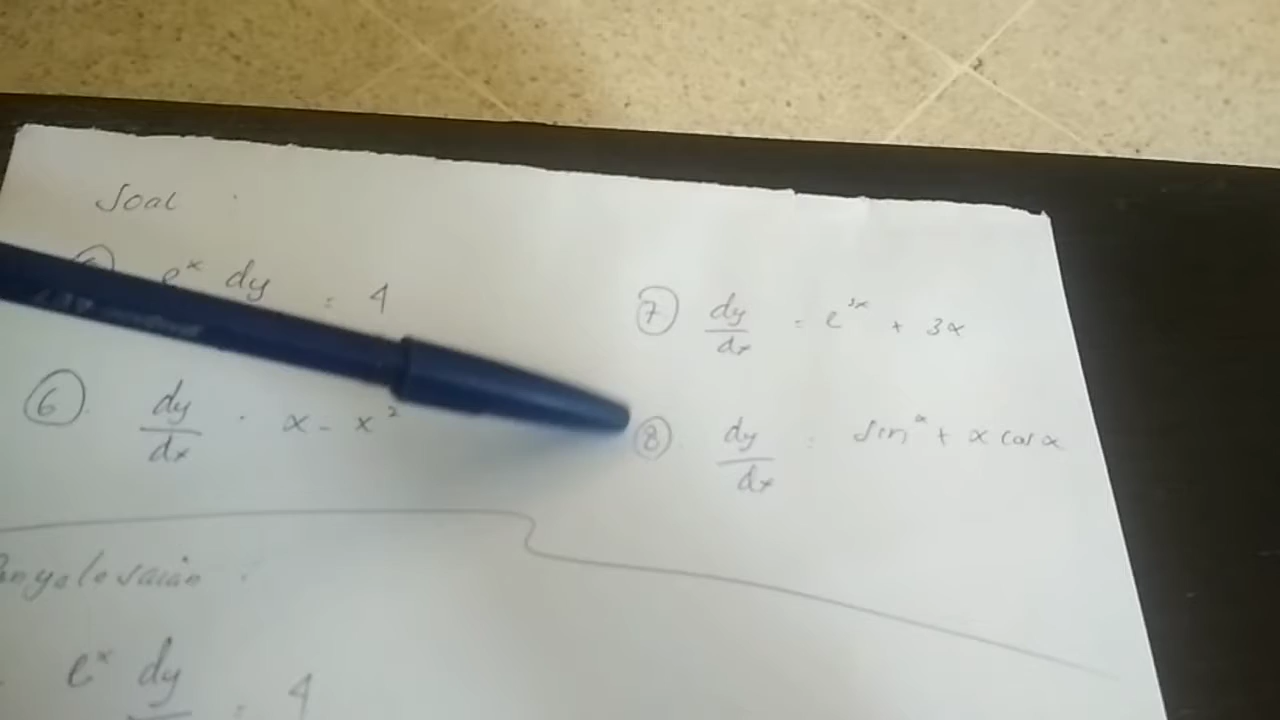 Soal :
e^x dy = 4
6. dy/dx = x - x^2
7 dy/dx = e^3x + 3x
8. dy/dx = sin^x + x cos x
Penyelesaian :
e^x dy = 4